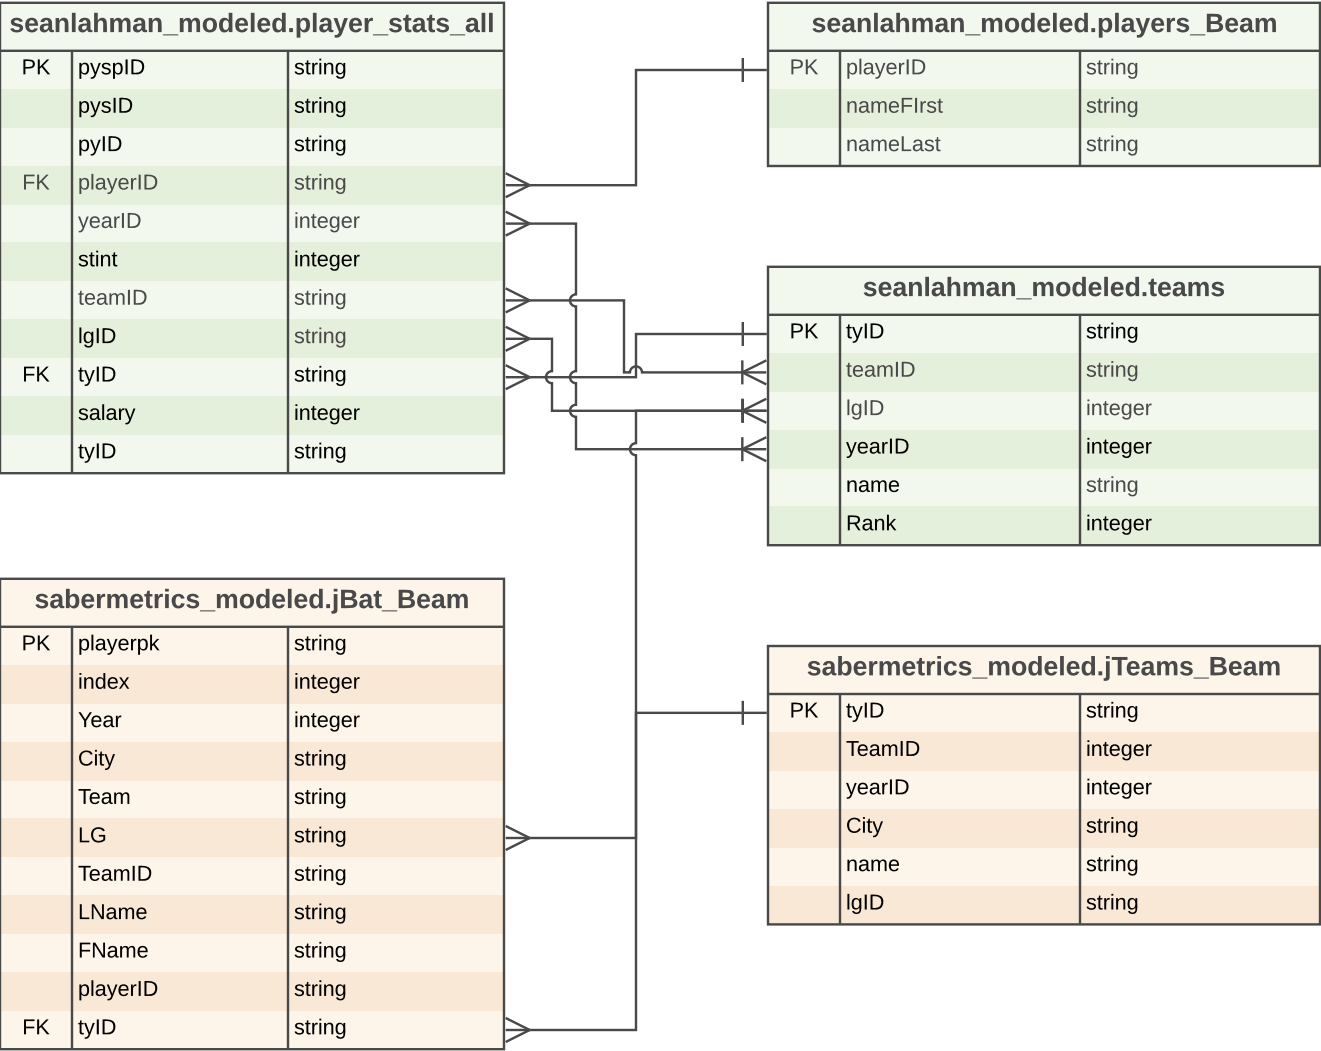 seanlahman_modeled.player_stats_all
PK pyspID string
pysID string
pyID string
FK playerID string
yearID integer
stint integer
teamID string
lgID string
FK tyID string
salary integer
tyID string
seanlahman_modeled.players_Beam
PK playerID string
nameFIrst string
nameLast string
seanlahman_modeled.teams
PK tyID string
teamID string
lgID integer
yearID integer
name string
Rank integer
sabermetrics_modeled.jBat_Beam
PK playerpk string
index integer
Year integer
City string
Team string
LG string
TeamID string
LName string
FName string
playerID string
FK tyID string
sabermetrics_modeled.jTeams_Beam
PK tyID string
TeamID integer
yearID integer
City string
name string
lgID string